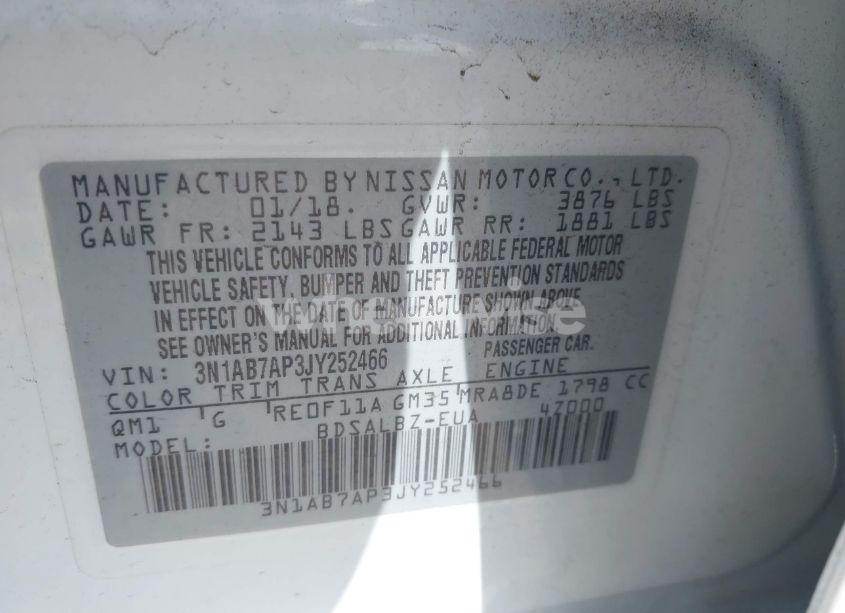 MANUFACTURED BY NISSAN MOTOR CO., LTD.
DATE: 01/18. GVWR: 3876 LBS
GAWR FR: 2143 LBS GAWR RR: 1881 LBS
THIS VEHICLE CONFORMS TO ALL APPLICABLE FEDERAL MOTOR
VEHICLE SAFETY, BUMPER AND THEFT PREVENTION STANDARDS
IN EFFECT ON THE DATE OF MANUFACTURE SHOWN ABOVE
SEE OWNER'S MANUAL FOR ADDITIONAL INFORMATION.
PASSENGER CAR.
VIN: 3N1AB7AP3JY252466
COLOR TRIM TRANS AXLE ENGINE
QM1 G RE0F11A GM35 MRA8DE 1798 CC
MODEL: BDSALBZ-EUA 4Z000
3N1AB7AP3JY252466